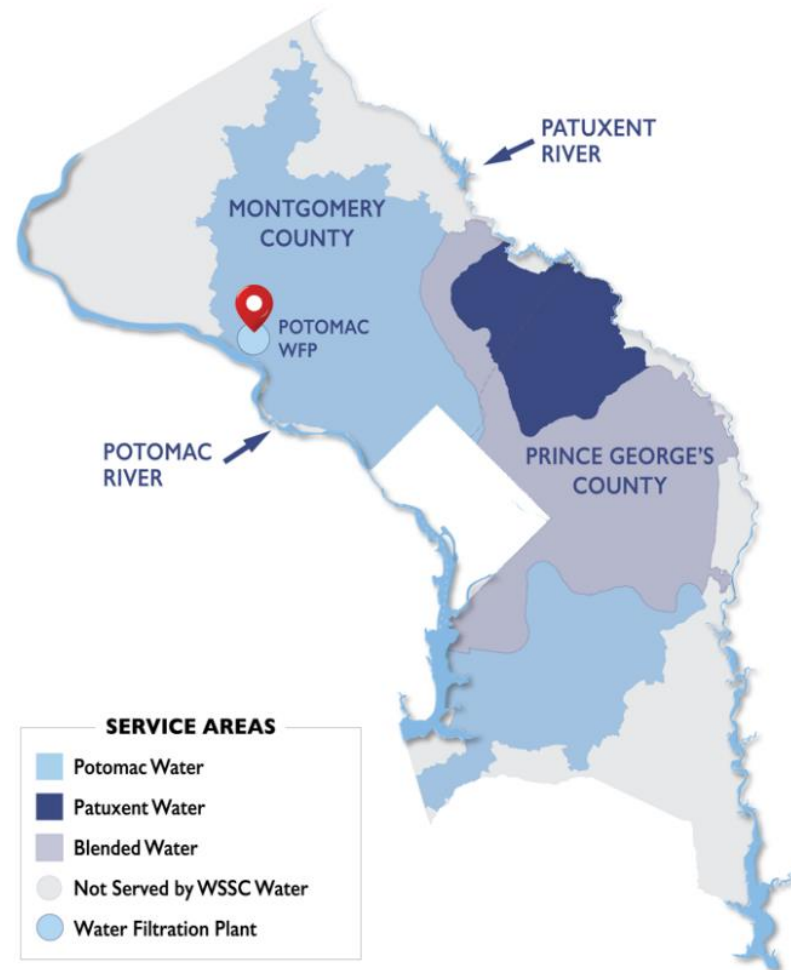 PATUXENT
RIVER
MONTGOMERY
COUNTY
POTOMAC
WFP
POTOMAC
RIVER
PRINCE GEORGE'S
COUNTY
SERVICE AREAS
Potomac Water
Patuxent Water
Blended Water
Not Served by WSSC Water
Water Filtration Plant